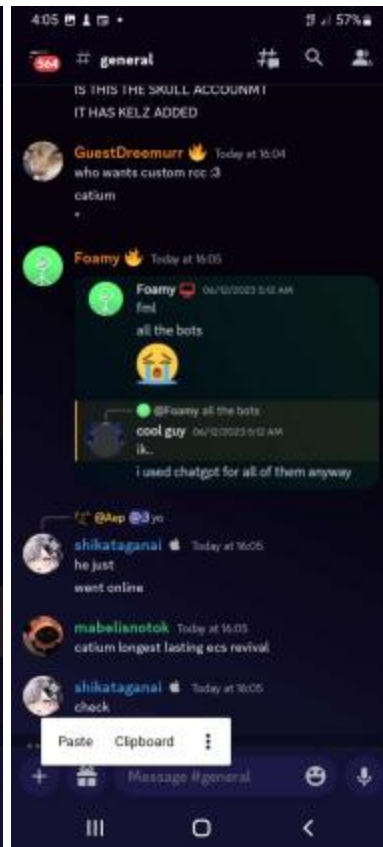 4:05
57%
564
# general
IS THIS THE SKULL ACCOUNMT
IT HAS KELZ ADDED
GuestDreemurr Today at 16:04
who wants custom rcc :3
catium
*
Foamy Today at 16:05
Foamy 06/12/2023 5:12 AM
fml
all the bots
@Foamy all the bots
cool guy 06/12/2023 5:12 AM
ik..
i used chatgpt for all of them anyway
@Aep @:3 yo
shikataganai Today at 16:05
he just
went online
mabelisnotok Today at 16:05
catium longest lasting ecs revival
shikataganai Today at 16:05
check
Paste Clipboard
Message #general